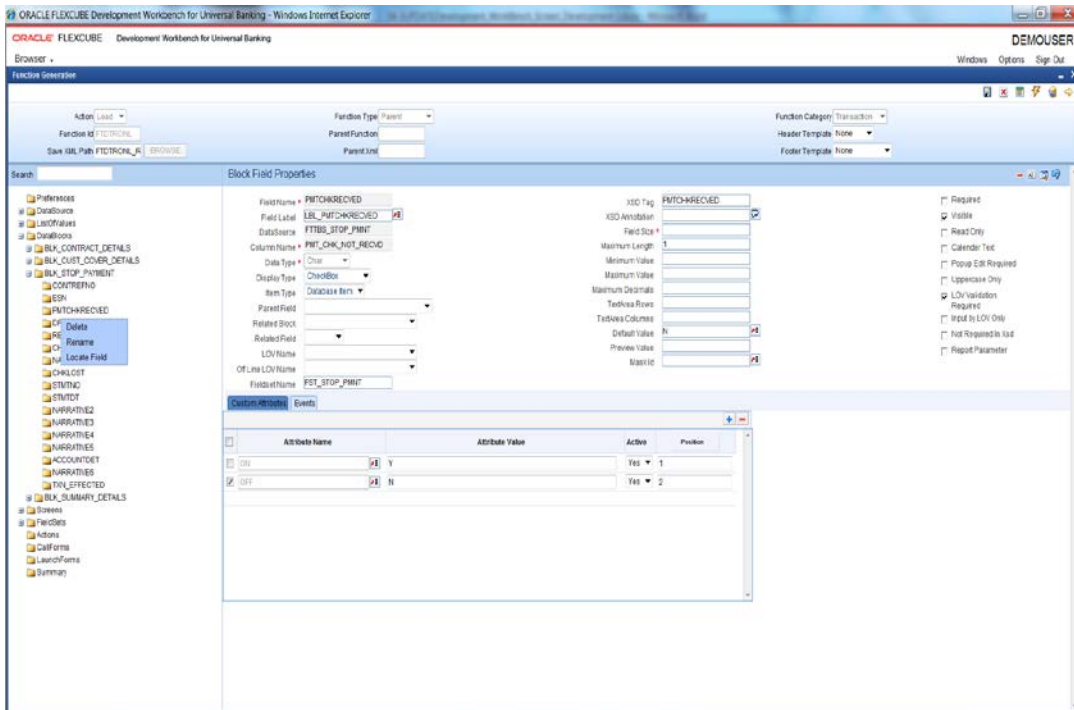 ORACLE FLEXCUBE Development Workbench for Universal Banking - Windows Internet Explorer
ORACLE FLEXCUBE Development Workbench for Universal Banking
DEMOUSER
Browser
Windows Options Sign Out
Function Generation
Action Load Function Type Parent Function Category Transaction
Function Id FTDTRONL Parent Function Header Template None
Save XML Path FTDTRONL_R BROWSE Parent Xml Footer Template None
Search
Block Field Properties
Preferences
DataSource
ListOfValues
DataBlocks
BLK_CONTRACT_DETAILS
BLK_CUST_COVER_DETAILS
BLK_STOP_PAYMENT
CONTREFNO
ESN
PMTCHKRECVED
Delete
Rename
Locate Field
CHKLOST
STMTNO
STMTDT
NARRATIVE2
NARRATIVE3
NARRATIVE4
NARRATIVE5
ACCOUNTDET
NARRATIVE6
TXN_EFFECTED
BLK_SUMMARY_DETAILS
Screens
FieldSets
Actions
CallForms
LaunchForms
Summary
Field Name * PMTCHKRECVED
Field Label LBL_PMTCHKRECVED
DataSource FTTBS_STOP_PMNT
Column Name * PMT_CHK_NOT_RECVD
Data Type * Char
Display Type CheckBox
Item Type Database Item
Parent Field
Related Block
Related Field
LOV Name
Off Line LOV Name
Fieldset Name FST_STOP_PMNT
XSD Tag PMTCHKRECVED
XSD Annotation
Field Size *
Maximum Length 1
Minimum Value
Maximum Value
Maximum Decimals
TextArea Rows
TextArea Columns
Default Value N
Preview Value
Mask Id
Required
Visible
Read Only
Calender Text
Popup Edit Required
Uppercase Only
LOV Validation
Required
Input by LOV Only
Not Required In Xsd
Report Parameter
Custom Attributes Events
Attribute Name Attribute Value Active Position
ON Y Yes 1
OFF N Yes 2